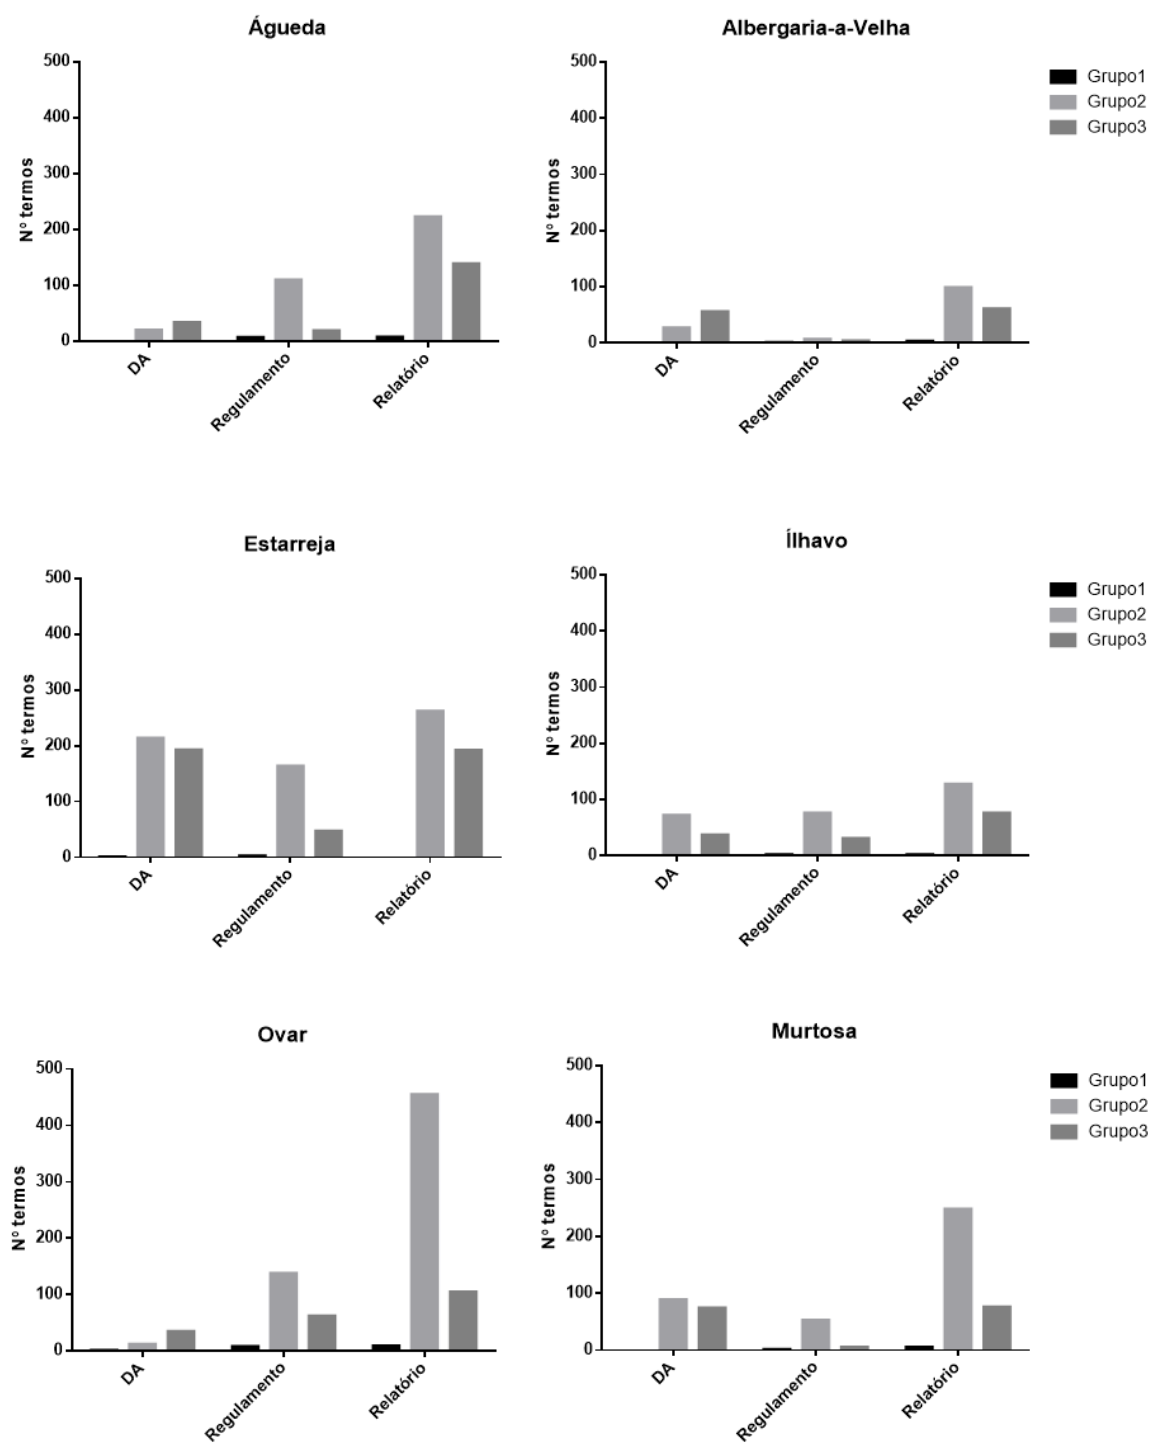 Águeda
500
400
300
200
100
0
Nº termos
DA
Regulamento
Relatório
Albergaria-a-Velha
500
400
300
200
100
0
Nº termos
DA
Regulamento
Relatório
Grupo1
Grupo2
Grupo3
Estarreja
500
400
300
200
100
0
Nº termos
DA
Regulamento
Relatório
Ílhavo
500
400
300
200
100
0
Nº termos
DA
Regulamento
Relatório
Grupo1
Grupo2
Grupo3
Ovar
500
400
300
200
100
0
Nº termos
DA
Regulamento
Relatório
Murtosa
500
400
300
200
100
0
Nº termos
DA
Regulamento
Relatório
Grupo1
Grupo2
Grupo3